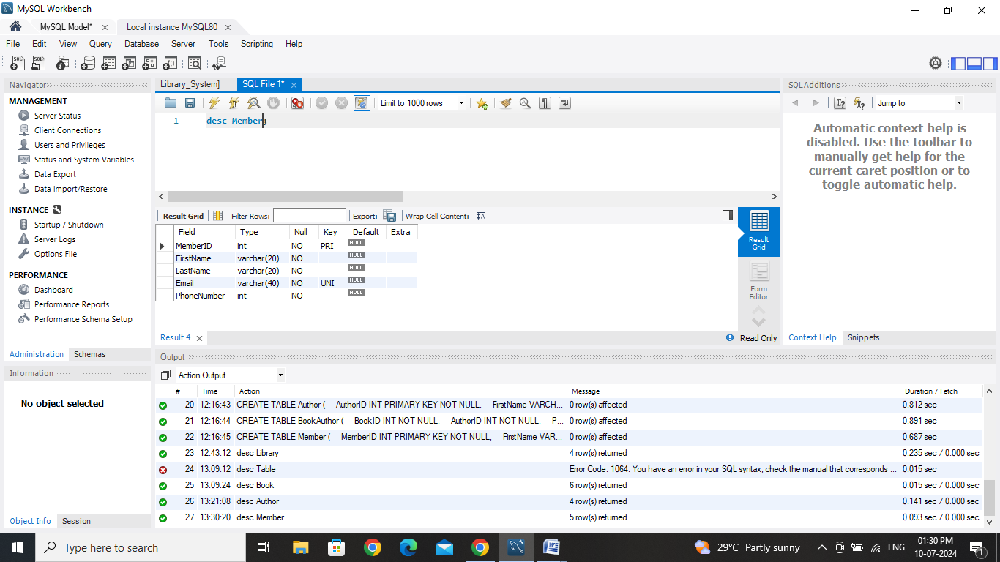 MySQL Workbench
MySQL Model* Local instance MySQL80
File Edit View Query Database Server Tools Scripting Help
Navigator
MANAGEMENT
Server Status
Client Connections
Users and Privileges
Status and System Variables
Data Export
Data Import/Restore
INSTANCE
Startup / Shutdown
Server Logs
Options File
PERFORMANCE
Dashboard
Performance Reports
Performance Schema Setup
Administration Schemas
Information
No object selected
Object Info Session
Library_System] SQL File 1*
Limit to 1000 rows
1 desc Member;
Result Grid Filter Rows: Export: Wrap Cell Content:
Field Type Null Key Default Extra
MemberID int NO PRI NULL
FirstName varchar(20) NO NULL
LastName varchar(20) NO NULL
Email varchar(40) NO UNI NULL
PhoneNumber int NO NULL
Result Grid
Form Editor
Result 4 Read Only
SQLAdditions
Jump to
Automatic context help is
disabled. Use the toolbar to
manually get help for the
current caret position or to
toggle automatic help.
Context Help Snippets
Output
Action Output
# Time Action Message Duration / Fetch
20 12:16:43 CREATE TABLE Author ( AuthorID INT PRIMARY KEY NOT NULL, FirstName VARCH... 0 row(s) affected 0.812 sec
21 12:16:44 CREATE TABLE BookAuthor ( BookID INT NOT NULL, AuthorID INT NOT NULL, P... 0 row(s) affected 0.891 sec
22 12:16:45 CREATE TABLE Member ( MemberID INT PRIMARY KEY NOT NULL, FirstName VAR... 0 row(s) affected 0.687 sec
23 12:43:12 desc Library 4 row(s) returned 0.235 sec / 0.000 sec
24 13:09:12 desc Table Error Code: 1064. You have an error in your SQL syntax; check the manual that corresponds ... 0.015 sec
25 13:09:24 desc Book 6 row(s) returned 0.015 sec / 0.000 sec
26 13:21:08 desc Author 4 row(s) returned 0.141 sec / 0.000 sec
27 13:30:20 desc Member 5 row(s) returned 0.093 sec / 0.000 sec
Type here to search
29°C Partly sunny
ENG
01:30 PM
10-07-2024
1